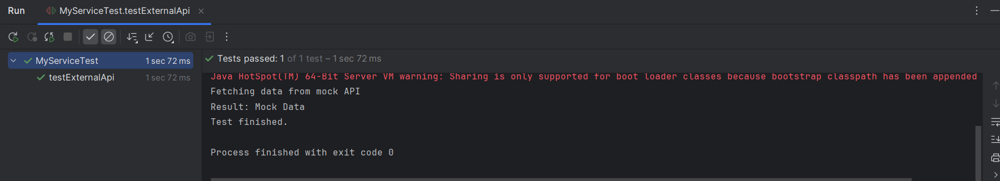 Run MyServiceTest.testExternalApi
MyServiceTest 1 sec 72 ms
testExternalApi 1 sec 72 ms
Tests passed: 1 of 1 test – 1 sec 72 ms
Java HotSpot(TM) 64-Bit Server VM warning: Sharing is only supported for boot loader classes because bootstrap classpath has been appended
Fetching data from mock API
Result: Mock Data
Test finished.
Process finished with exit code 0